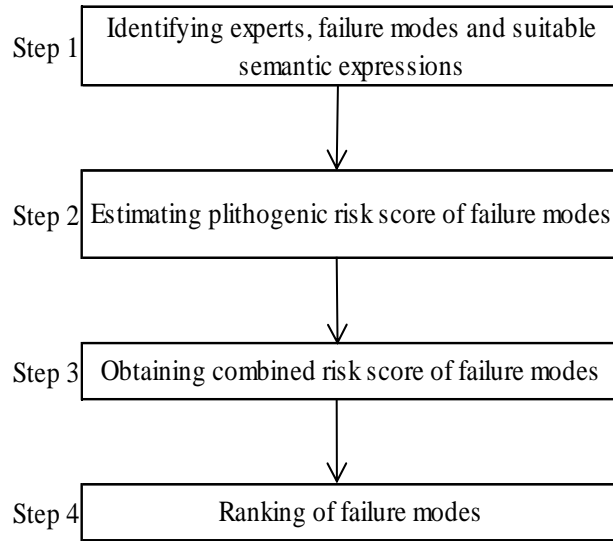 Step 1
Identifying experts, failure modes and suitable
semantic expressions
Step 2
Estimating plithogenic risk score of failure modes
Step 3
Obtaining combined risk score of failure modes
Step 4
Ranking of failure modes